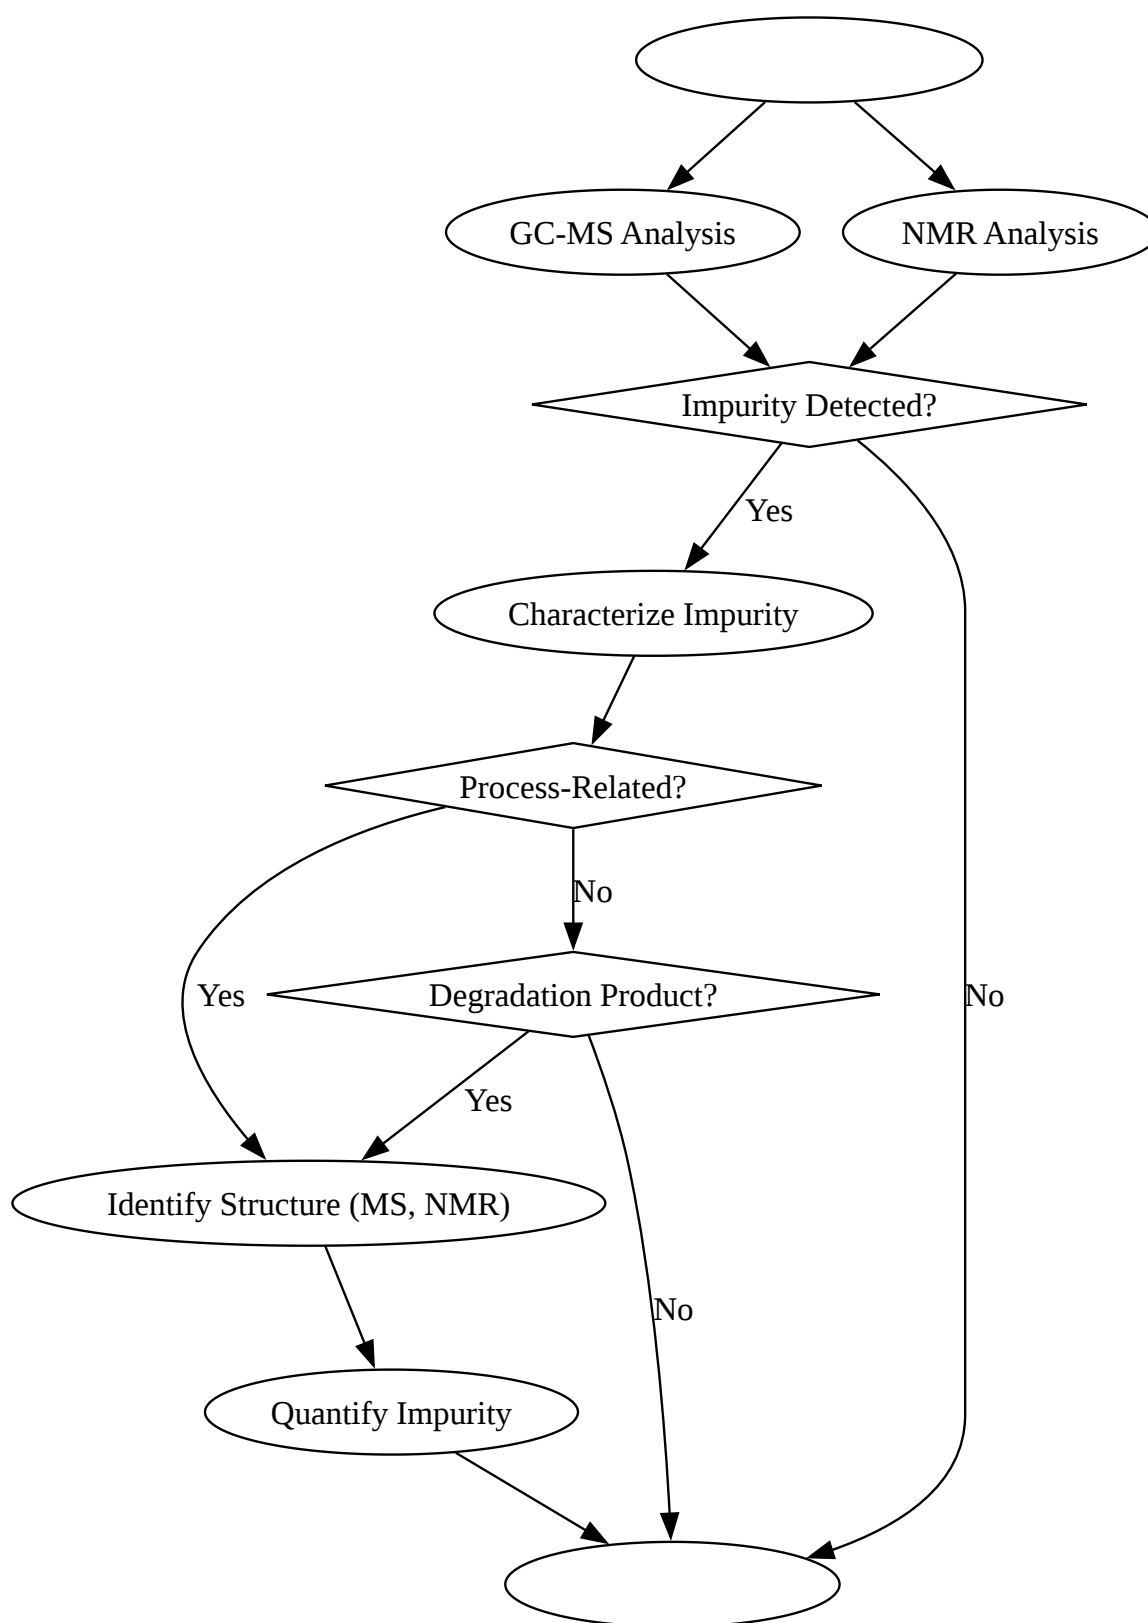 GC-MS Analysis
NMR Analysis
Impurity Detected?
Yes
Characterize Impurity
Process-Related?
No
Yes
Degradation Product?
No
Yes
Identify Structure (MS, NMR)
No
Quantify Impurity